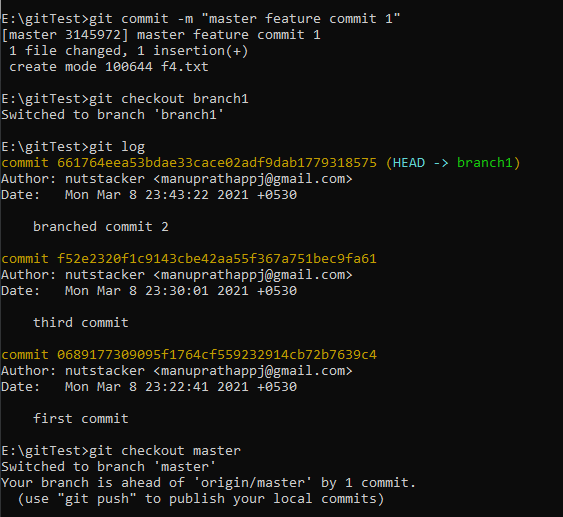 E:\gitTest>git commit -m "master feature commit 1"
[master 3145972] master feature commit 1
 1 file changed, 1 insertion(+)
 create mode 100644 f4.txt
E:\gitTest>git checkout branch1
Switched to branch 'branch1'
E:\gitTest>git log
commit 661764eea53bdae33cace02adf9dab1779318575 (HEAD -> branch1)
Author: nutstacker <manuprathappj@gmail.com>
Date:   Mon Mar 8 23:43:22 2021 +0530
    branched commit 2
commit f52e2320f1c9143cbe42aa55f367a751bec9fa61
Author: nutstacker <manuprathappj@gmail.com>
Date:   Mon Mar 8 23:30:01 2021 +0530
    third commit
commit 0689177309095f1764cf559232914cb72b7639c4
Author: nutstacker <manuprathappj@gmail.com>
Date:   Mon Mar 8 23:22:41 2021 +0530
    first commit
E:\gitTest>git checkout master
Switched to branch 'master'
Your branch is ahead of 'origin/master' by 1 commit.
  (use "git push" to publish your local commits)